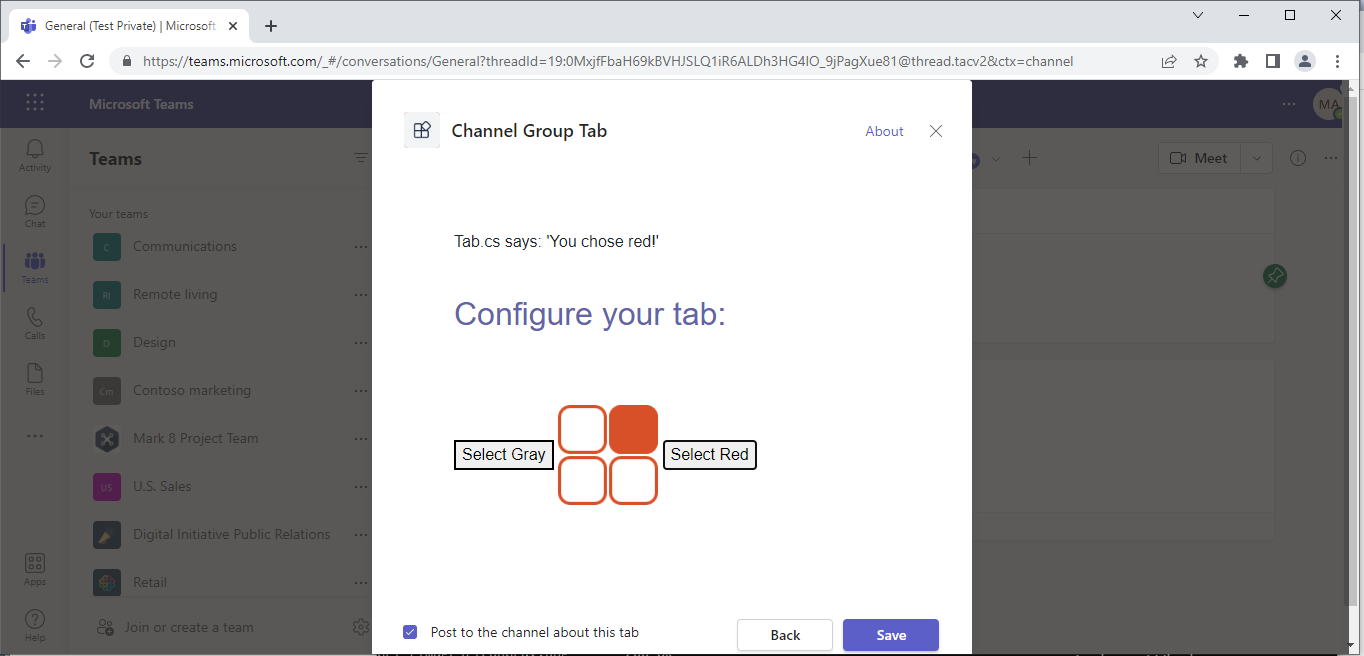 General (Test Private) | Microsoft
https://teams.microsoft.com/_#/conversations/General?threadId=19:0MxjfFbaH69kBVHJSLQ1iR6ALDh3HG4IO_9jPagXue81@thread.tacv2&ctx=channel
Microsoft Teams
MA
Activity
Chat
Teams
Calls
Files
Apps
Help
Teams
Your teams
C Communications
RI Remote living
D Design
Cm Contoso marketing
Mark 8 Project Team
US U.S. Sales
Digital Initiative Public Relations
Retail
Join or create a team
Meet
Channel Group Tab
About
Tab.cs says: 'You chose red!'
Configure your tab:
Select Gray
Select Red
Post to the channel about this tab
Back
Save